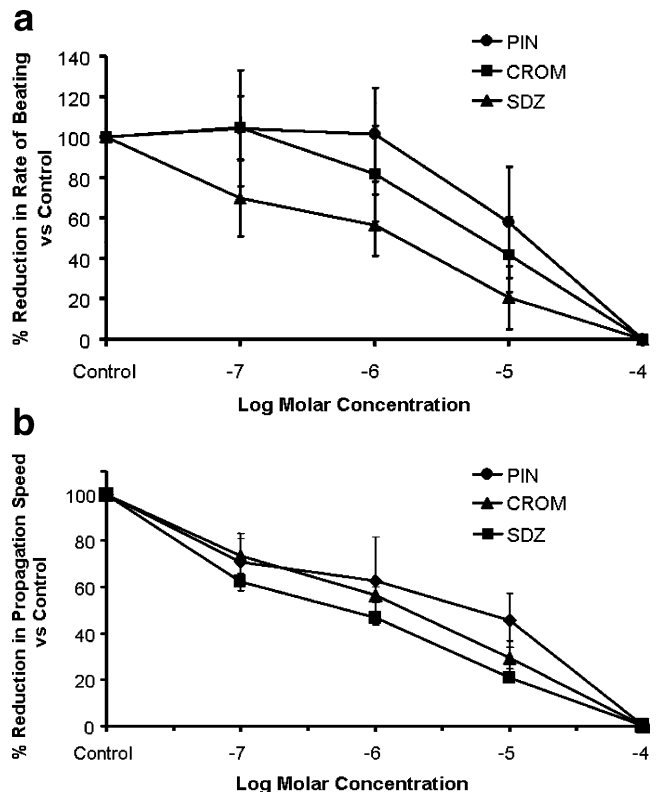 a
PIN
CROM
SDZ
140
120
100
80
60
40
20
0
% Reduction in Rate of Beating
vs Control
Control -7 -6 -5 -4
Log Molar Concentration
b
PIN
CROM
SDZ
100
80
60
40
20
0
% Reduction in Propagation Speed
vs Control
Control -7 -6 -5 -4
Log Molar Concentration